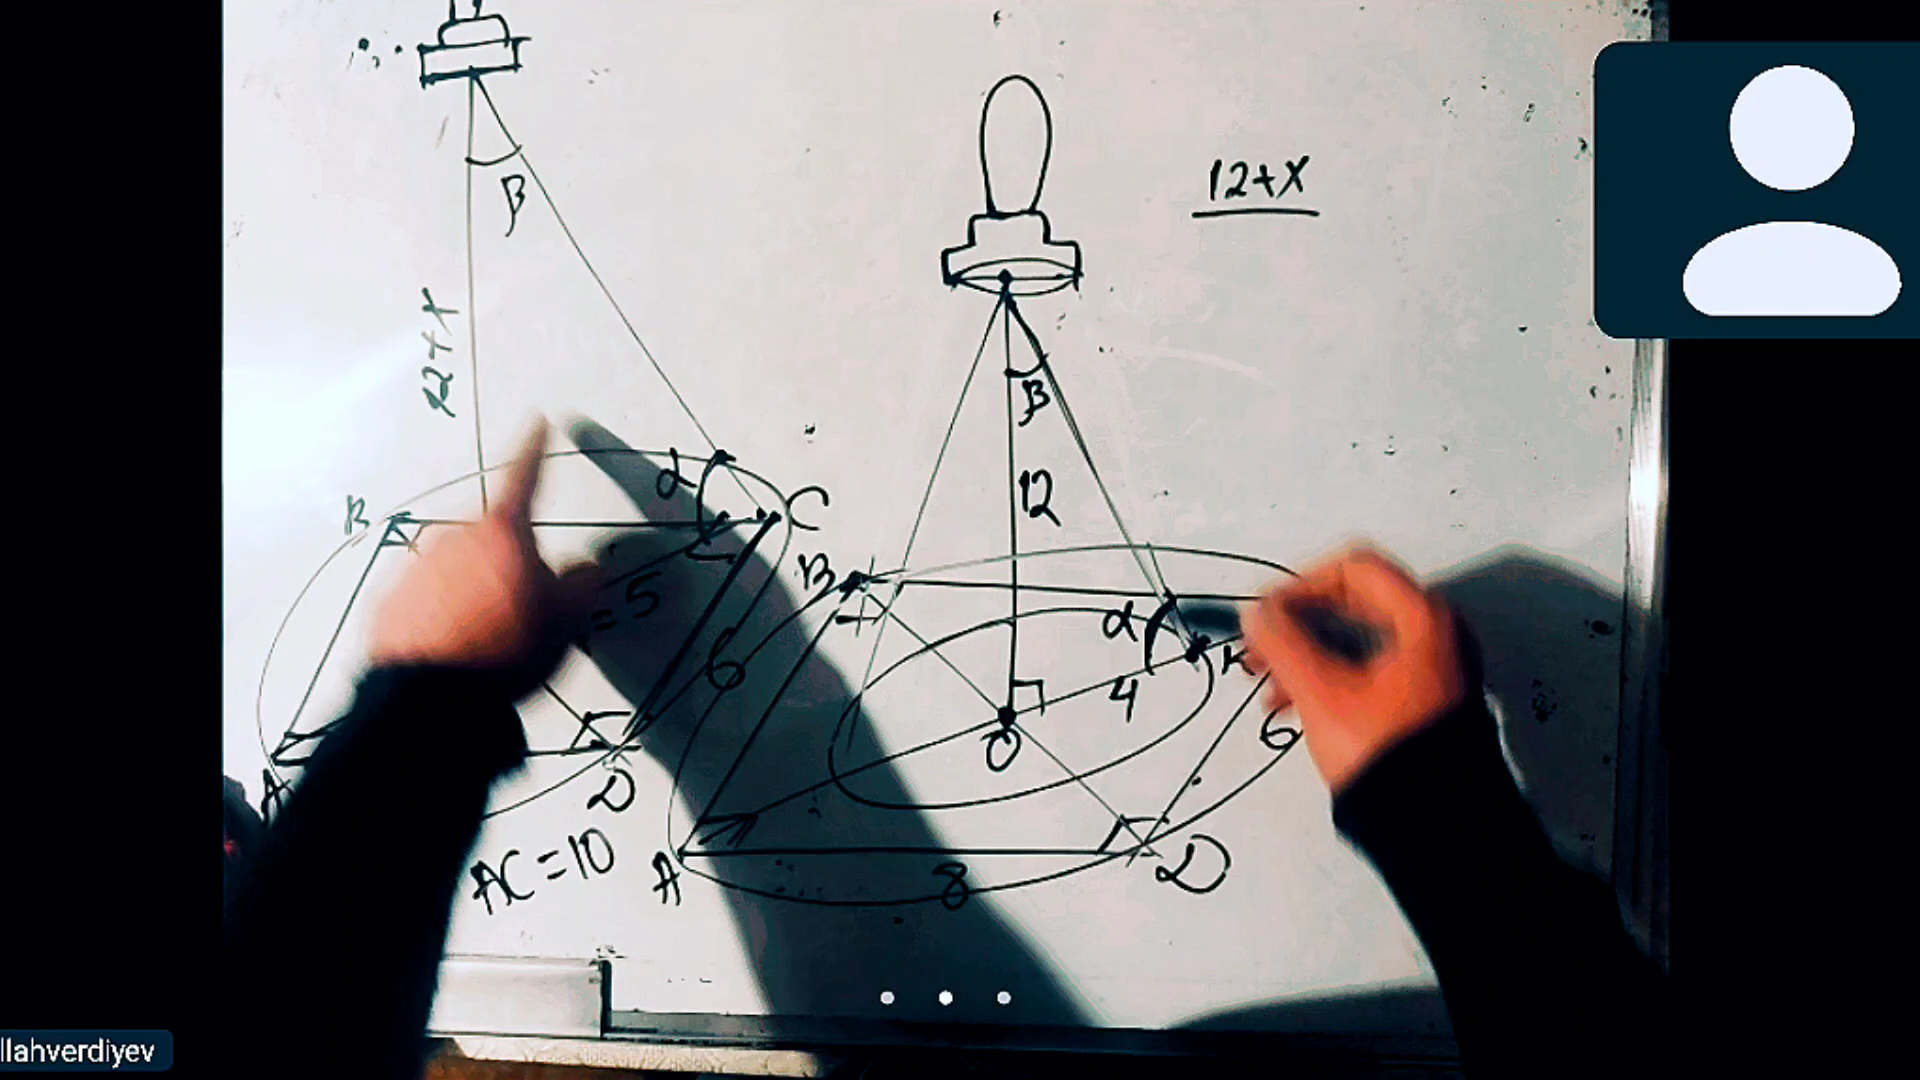 12+x
β
β
12+x
12
α
C
B
B
=5
α
K
4
6
6
O
A
D
AC=10
A
8
D
llahverdiyev